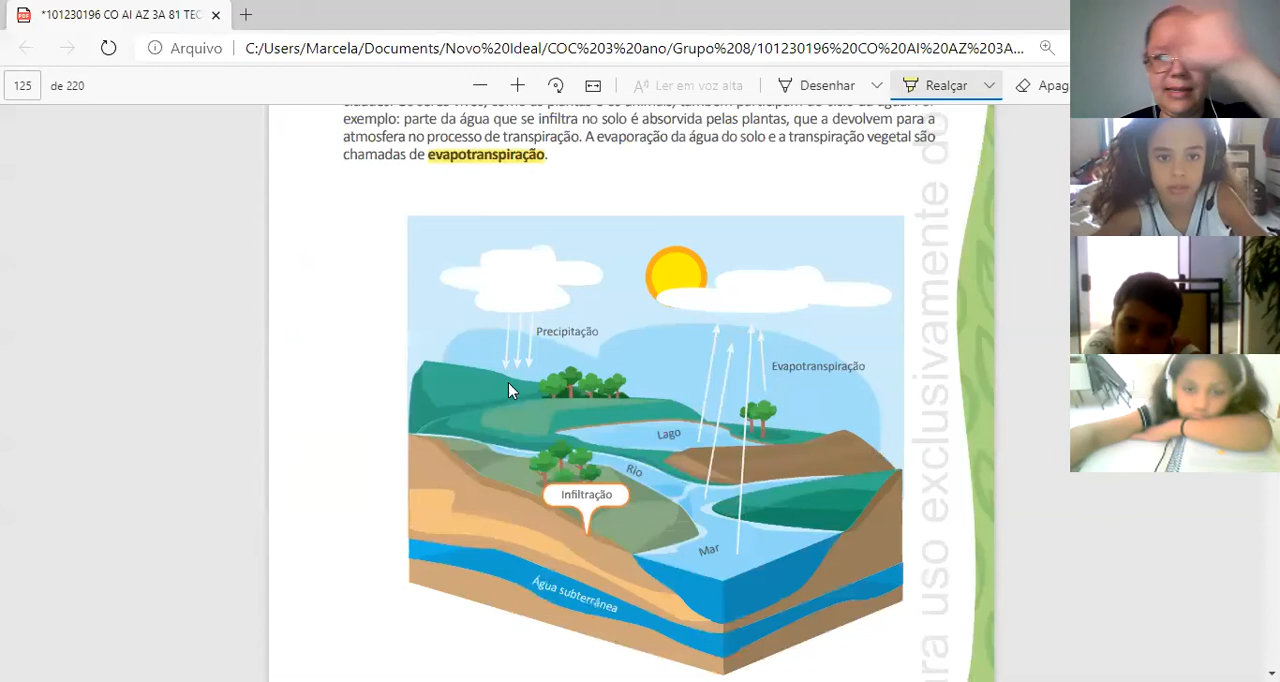 *101230196 CO AI AZ 3A 81 TEC
Arquivo
C:/Users/Marcela/Documents/Novo%20Ideal/COC%203%20ano/Grupo%208/101230196%20CO%20AI%20AZ%203A...
125 de 220
Ler em voz alta
Desenhar
Realçar
Apag
exemplo: parte da água que se infiltra no solo é absorvida pelas plantas, que a devolvem para a
atmosfera no processo de transpiração. A evaporação da água do solo e a transpiração vegetal são
chamadas de evapotranspiração.
Precipitação
Evapotranspiração
Lago
Rio
Infiltração
Mar
Água subterrânea
ara uso exclusivamente do